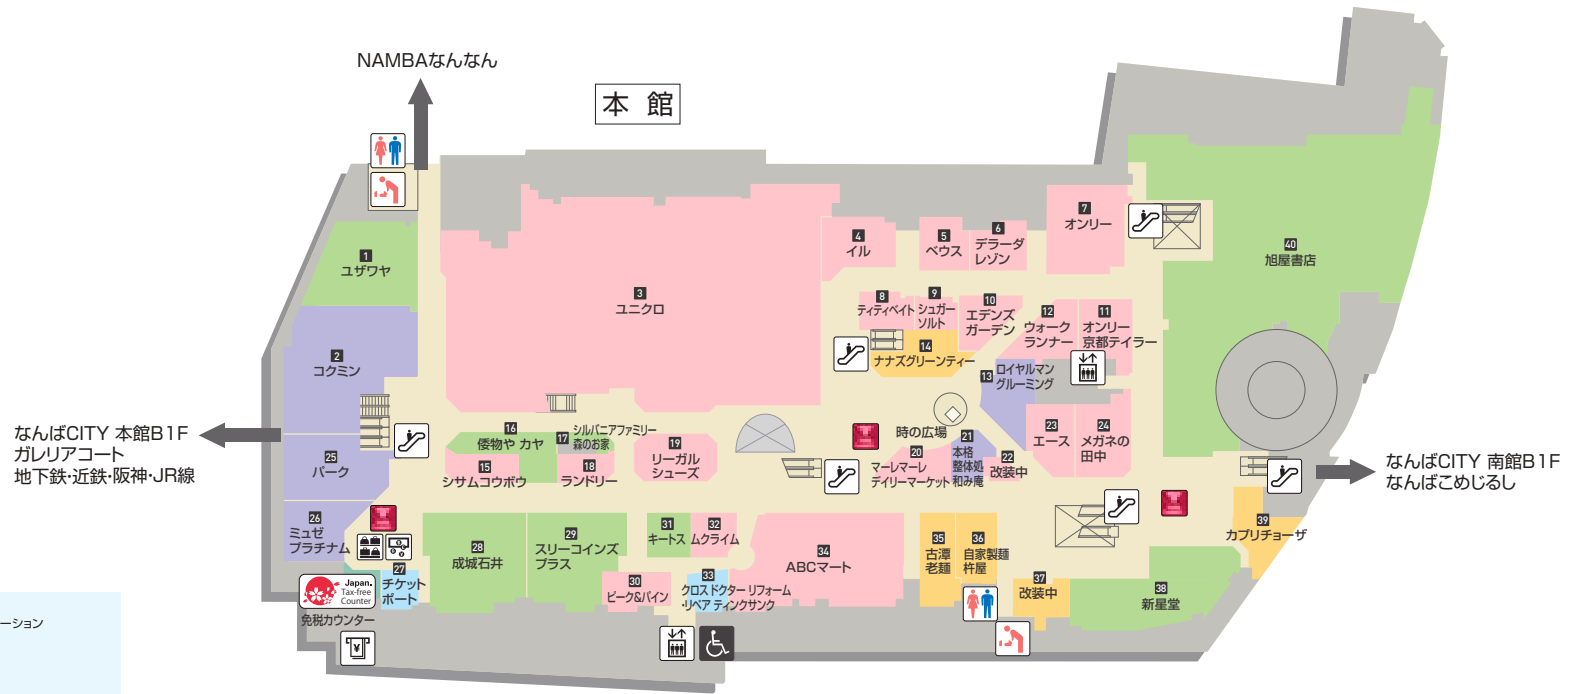 NAMBAなんなん
本 館
1
ユザワヤ
2
コクミン
3
ユニクロ
4
イル
5
ベウス
6
デラーダ
レゾン
7
オンリー
8
ティティベイト
9
シュガー
ソルト
10
エデンズ
ガーデン
12
ウォーク
ランナー
11
オンリー
京都テイラー
40
旭屋書店
14
ナナズグリーンティー
13
ロイヤルマン
グルーミング
なんばCITY 本館B1F
ガレリアコート
地下鉄・近鉄・阪神・JR線
16
倭物や カヤ
17
シルバニアファミリー
森のお家
15
シサムコウボウ
18
ランドリー
19
リーガル
シューズ
時の広場
20
マーレマーレ
デイリーマーケット
21
本格
整体処
和み庵
22
改装中
23
エース
24
メガネの
田中
なんばCITY 南館B1F
なんばこめじるし
25
パーク
26
ミュゼ
プラチナム
27
チケット
ポート
28
成城石井
29
スリーコインズ
プラス
30
ピーク&パイン
31
キートス
32
ムクライム
33
クロスドクター リフォーム
・リペア ティンクサンク
34
ABCマート
35
古潭
老麺
36
自家製麺
杵屋
37
改装中
38
新星堂
39
カプリチョーザ
Japan.
Tax-free
Counter
免税カウンター
¥
ーション